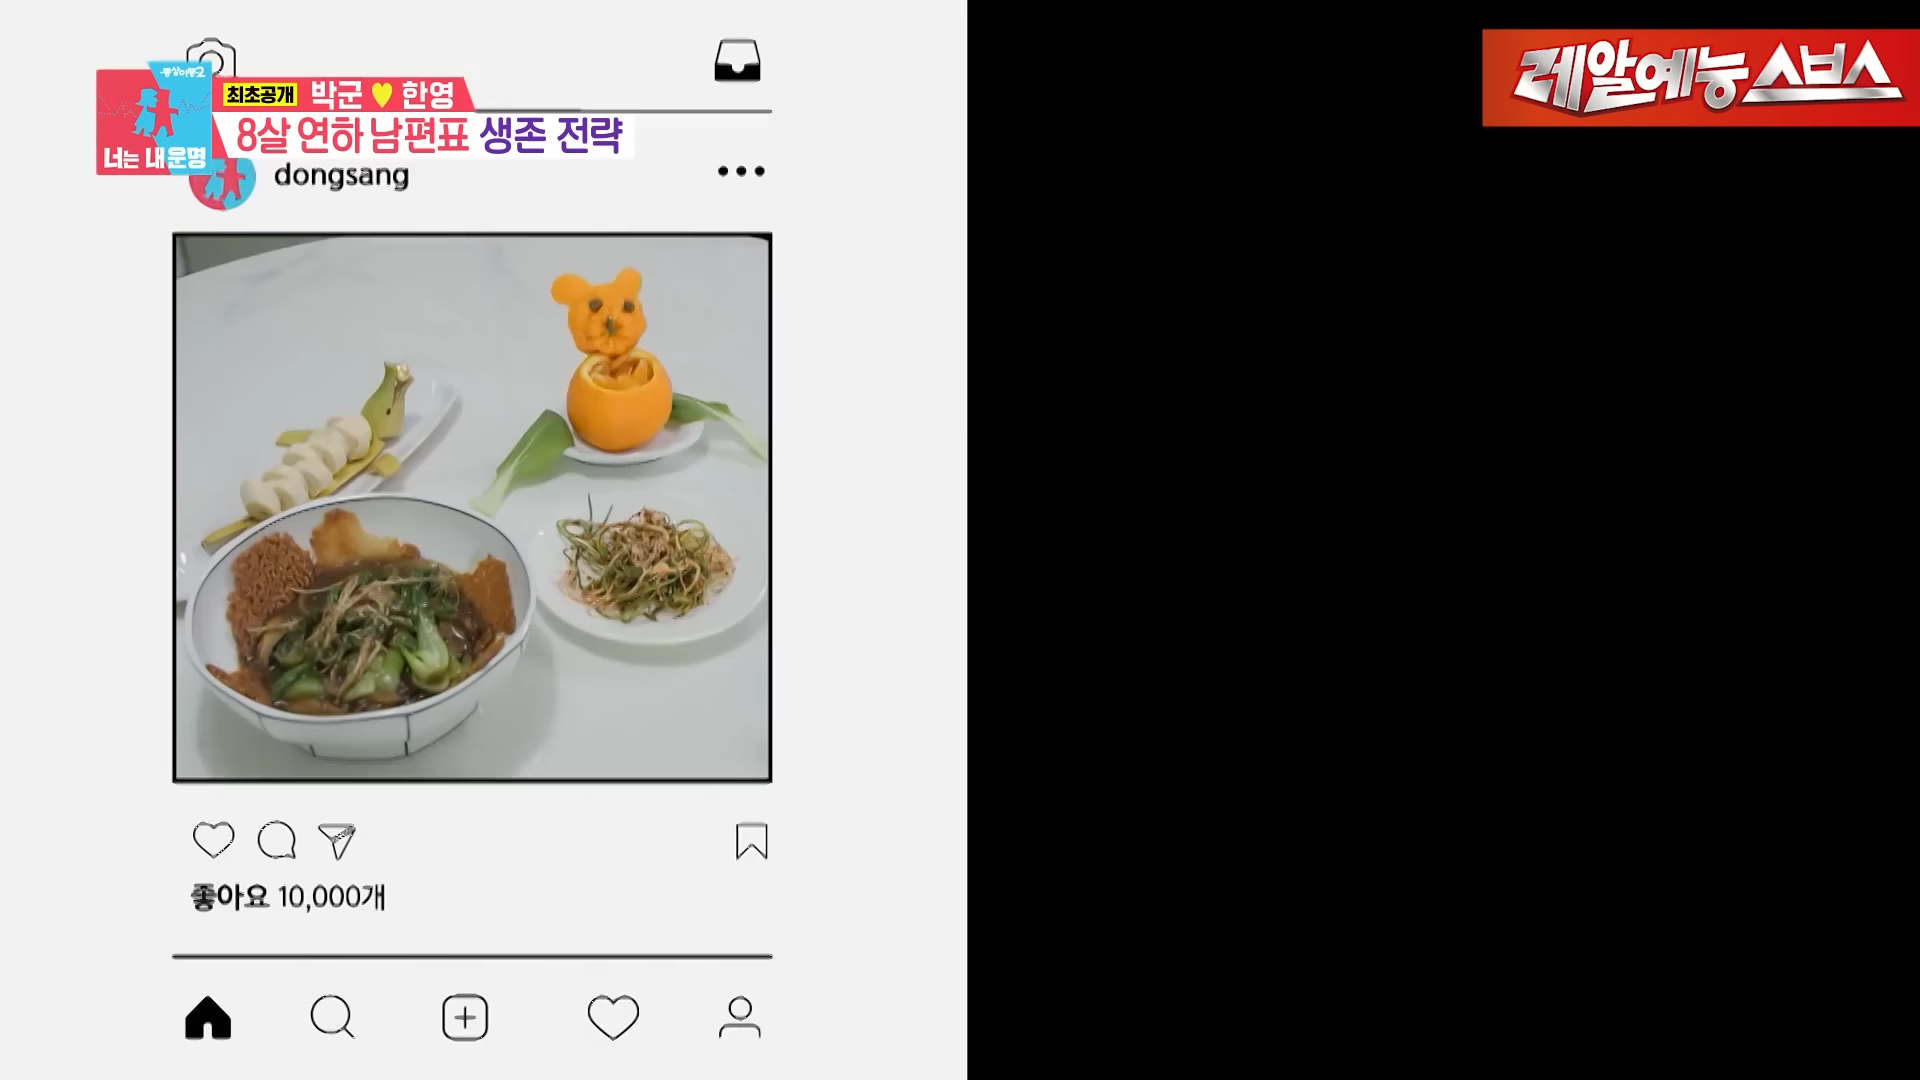 동상이몽2
너는 내 운명
최초공개 박군 ♥ 한영
8살 연하 남편표 생존 전략
레알예능 스브스
dongsang
좋아요 10,000개